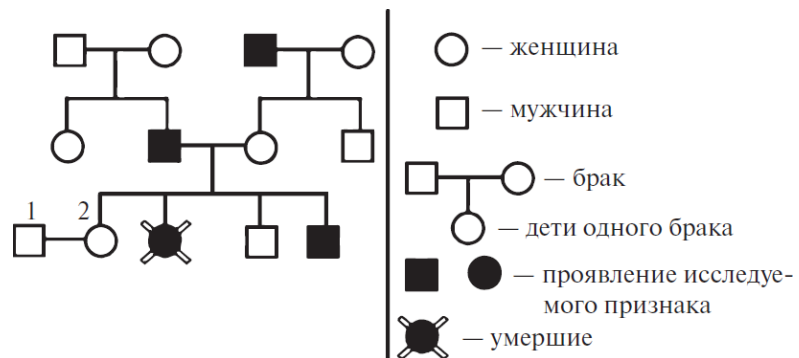 1
2
— женщина
— мужчина
— брак
— дети одного брака
— проявление исследуе-
мого признака
— умершие